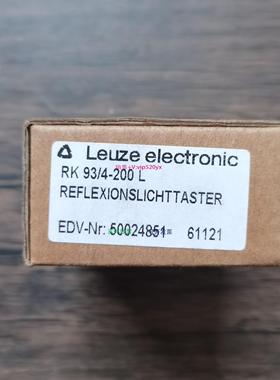 Leuze electronic
RK 93/4-200 L
REFLEXIONSLICHTTASTER
EDV-Nr: 50024851 61121